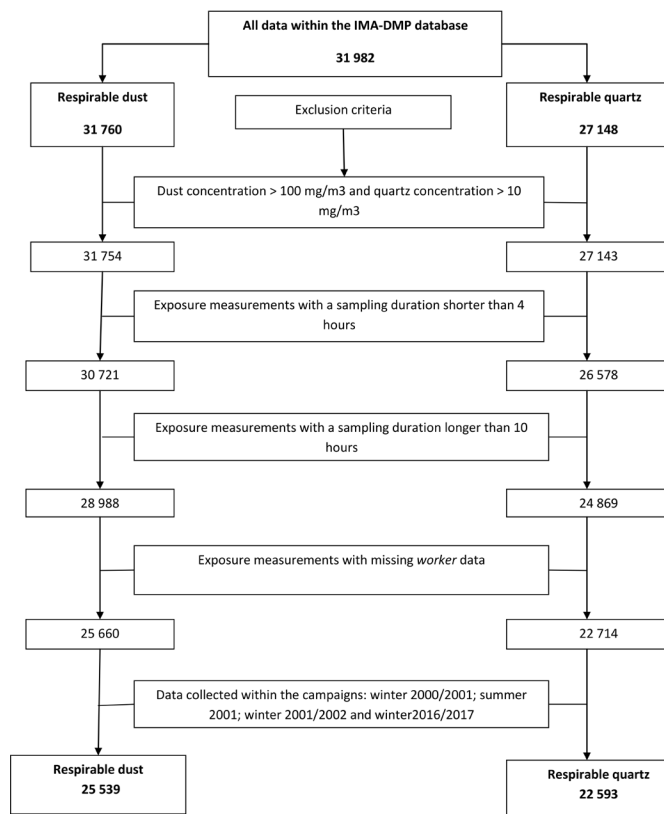 All data within the IMA-DMP database
31 982
Respirable dust
31 760
Exclusion criteria
Respirable quartz
27 148
Dust concentration > 100 mg/m3 and quartz concentration > 10
mg/m3
31 754
27 143
Exposure measurements with a sampling duration shorter than 4
hours
30 721
26 578
Exposure measurements with a sampling duration longer than 10
hours
28 988
24 869
Exposure measurements with missing worker data
25 660
22 714
Data collected within the campaigns: winter 2000/2001; summer
2001; winter 2001/2002 and winter2016/2017
Respirable dust
25 539
Respirable quartz
22 593